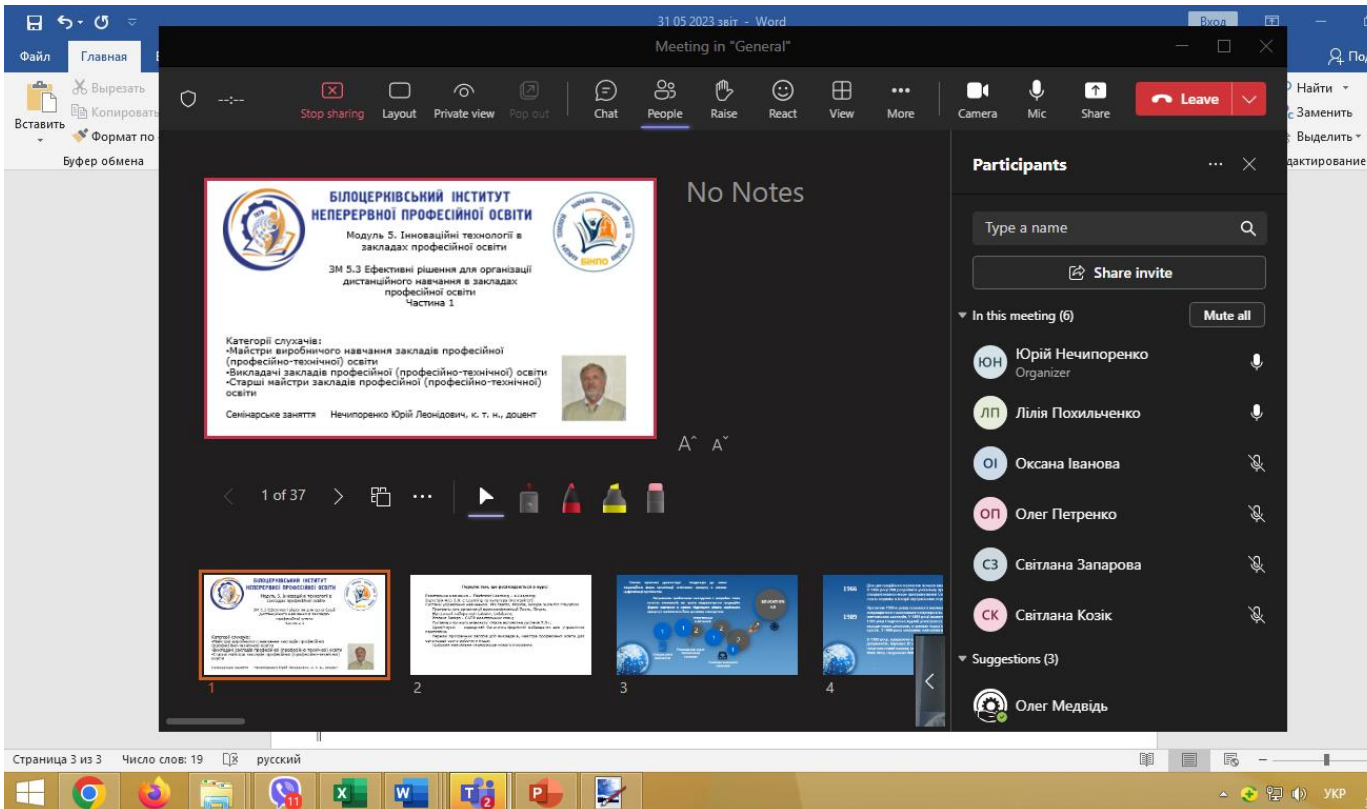 31 05 2023 звіт - Word
Вход
Файл
Главная
Meeting in "General"
Вырезать
Копировать
Вставить
Формат по
Буфер обмена
Найти
Заменить
Выделить
дактирование
--:--
Stop sharing
Layout
Private view
Pop out
Chat
People
Raise
React
View
More
Camera
Mic
Share
Leave
БІЛОЦЕРКІВСЬКИЙ ІНСТИТУТ
НЕПЕРЕРВНОЇ ПРОФЕСІЙНОЇ ОСВІТИ
Модуль 5. Інноваційні технології в
закладах професійної освіти
ЗМ 5.3 Ефективні рішення для організації
дистанційного навчання в закладах
професійної освіти
Частина 1
БІНПО
Категорії слухачів:
•Майстри виробничого навчання закладів професійної
(професійно-технічної) освіти
•Викладачі закладів професійної (професійно-технічної) освіти
•Старші майстри закладів професійної (професійно-технічної)
освіти
Семінарське заняття Нечипоренко Юрій Леонідович, к. т. н., доцент
No Notes
1 of 37
1
2
3
4
1966
1989
Participants
Type a name
Share invite
In this meeting (6)
Mute all
ЮН
Юрій Нечипоренко
Organizer
ЛП
Лілія Похильченко
ОІ
Оксана Іванова
ОП
Олег Петренко
СЗ
Світлана Запарова
СК
Світлана Козік
Suggestions (3)
Олег Медвідь
Страница 3 из 3
Число слов: 19
русский
11
2
УКР